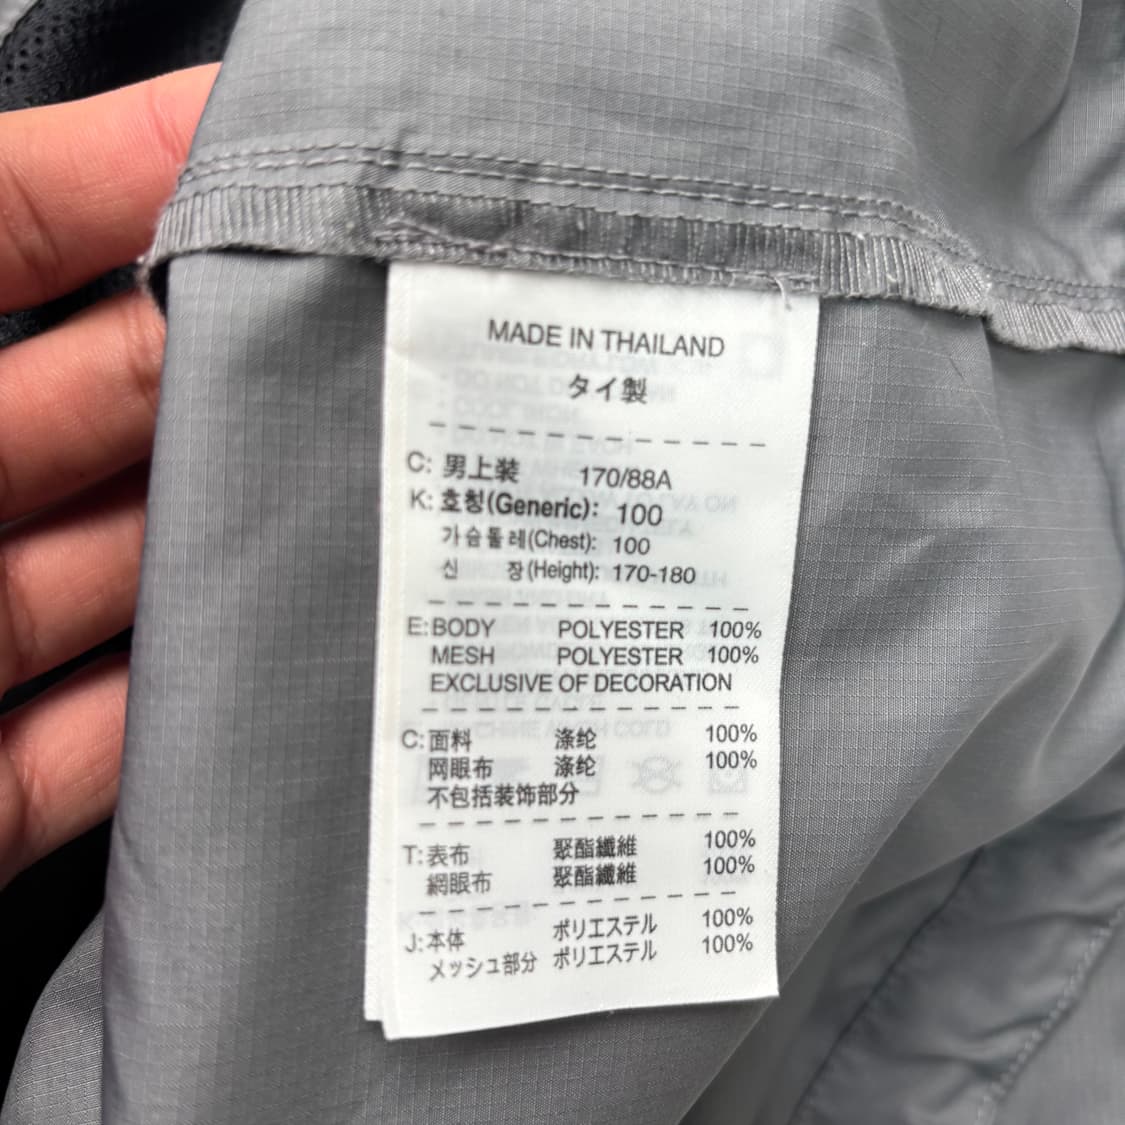 MADE IN THAILAND
タイ製
C: 男上装 170/88A
K: 호칭(Generic): 100
가슴둘레(Chest): 100
신 장(Height): 170-180
E: BODY POLYESTER 100%
MESH POLYESTER 100%
EXCLUSIVE OF DECORATION
C: 面料 涤纶 100%
网眼布 涤纶 100%
不包括装饰部分
T: 表布 聚酯纖維 100%
網眼布 聚酯纖維 100%
J: 本体 ポリエステル 100%
メッシュ部分 ポリエステル 100%